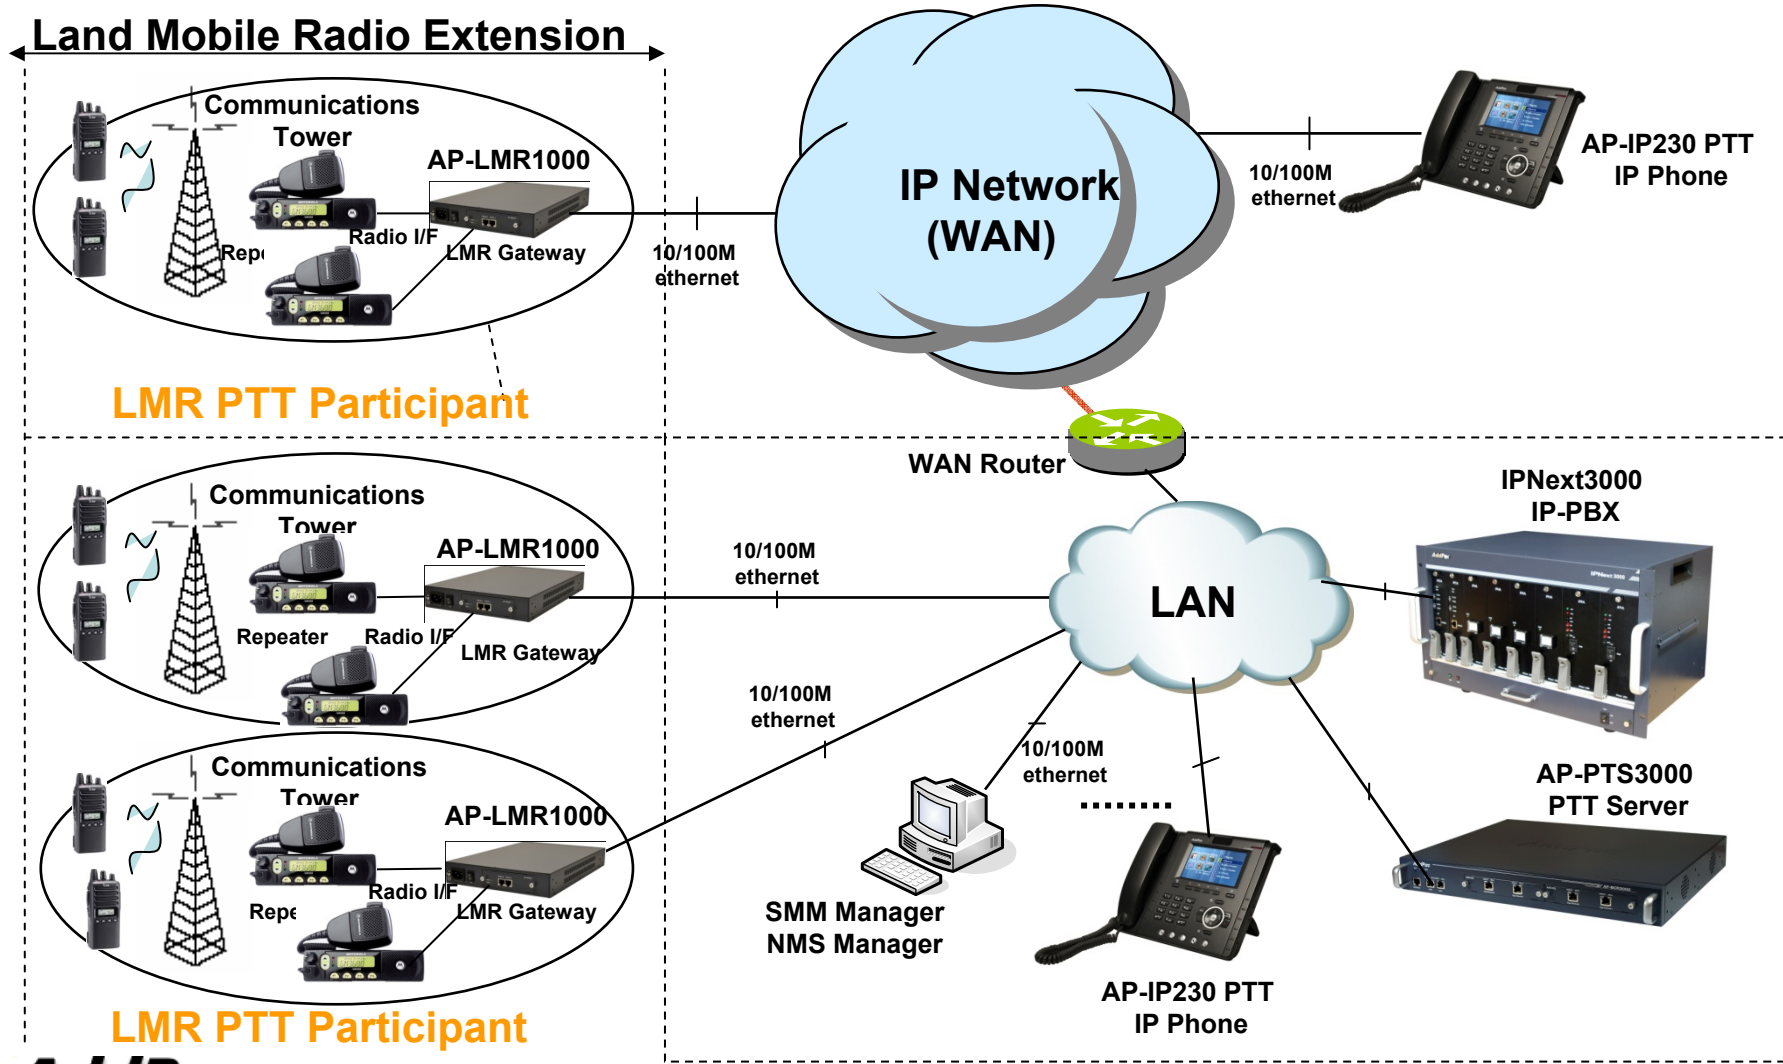 Land Mobile Radio Extension
Communications
Tower
AP-LMR1000
Radio I/F
LMR Gateway
10/100M
ethernet
IP Network
(WAN)
10/100M
ethernet
AP-IP230 PTT
IP Phone
LMR PTT Participant
WAN Router
Communications
Tower
AP-LMR1000
Repeater
Radio I/F
LMR Gateway
10/100M
ethernet
LAN
IPNext3000
IP-PBX
10/100M
ethernet
Communications
Tower
AP-LMR1000
Radio I/F
LMR Gateway
10/100M
ethernet
SMM Manager
NMS Manager
AP-IP230 PTT
IP Phone
AP-PTS3000
PTT Server
LMR PTT Participant